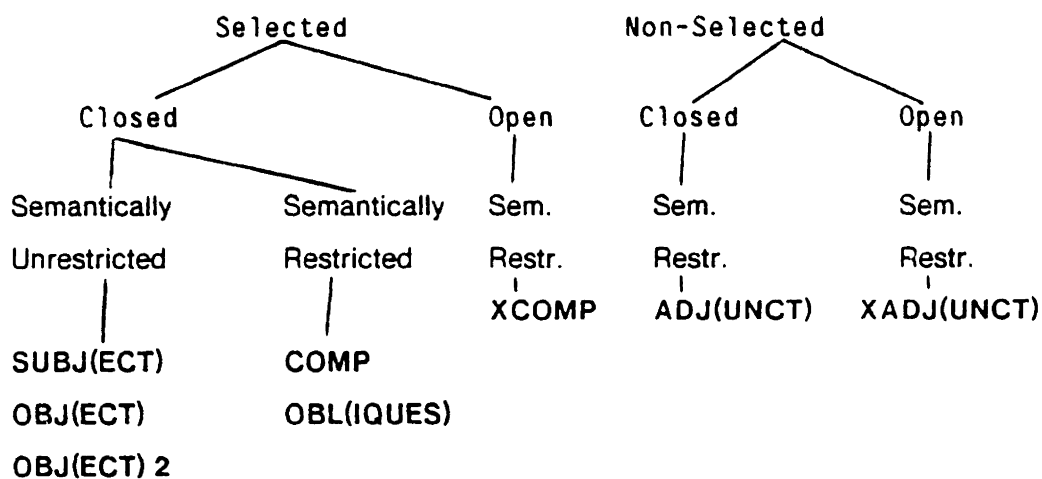 Selected Non-Selected
Closed Open Closed Open
Semantically Semantically Sem. Sem. Sem.
Unrestricted Restricted Restr. Restr. Restr.
XCOMP ADJ(UNCT) XADJ(UNCT)
SUBJ(ECT) COMP
OBJ(ECT) OBL(IQUES)
OBJ(ECT) 2